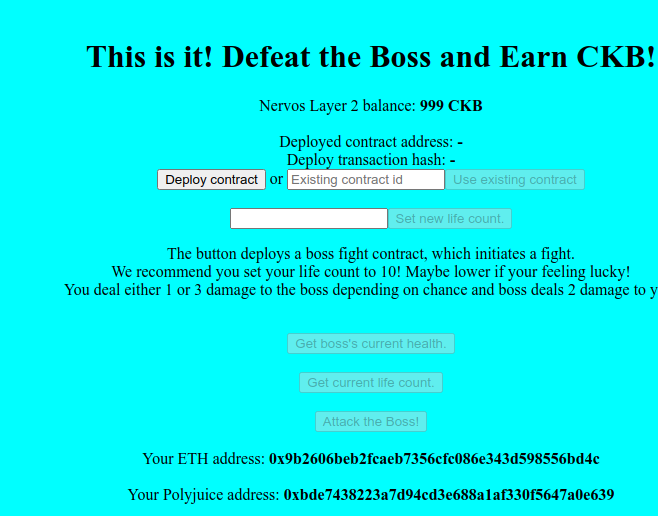 This is it! Defeat the Boss and Earn CKB!
Nervos Layer 2 balance: 999 CKB
Deployed contract address: -
Deploy transaction hash: -
Deploy contract or Existing contract id Use existing contract
Set new life count.
The button deploys a boss fight contract, which initiates a fight.
We recommend you set your life count to 10! Maybe lower if your feeling lucky!
You deal either 1 or 3 damage to the boss depending on chance and boss deals 2 damage to
Get boss's current health.
Get current life count.
Attack the Boss!
Your ETH address: 0x9b2606beb2fcaeb7356cfc086e343d598556bd4c
Your Polyjuice address: 0xbde7438223a7d94cd3e688a1af330f5647a0e639